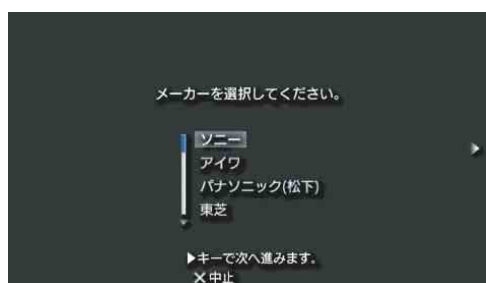 メーカーを選択してください。
ソニー
アイワ
パナソニック(松下)
東芝
▶キーで次へ進みます。
✕中止